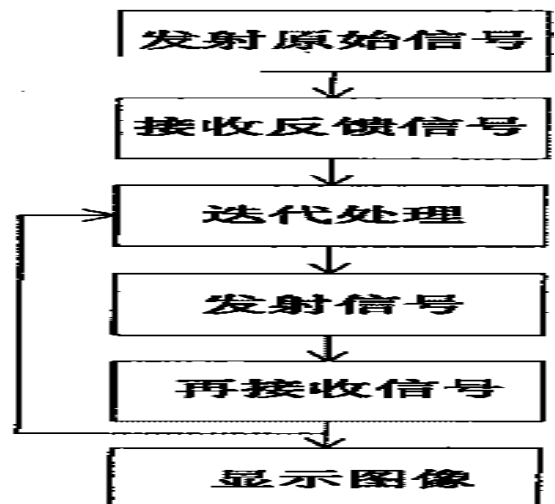 发射原始信号
接收反馈信号
迭代处理
发射信号
再接收信号
显示图像